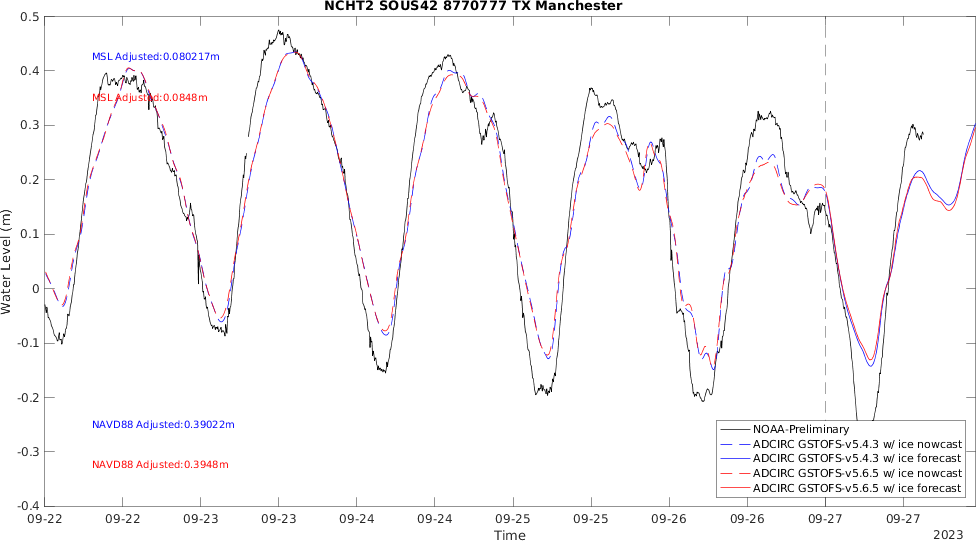 NCHT2 SOUS42 8770777 TX Manchester
0.5
0.4
0.3
0.2
0.1
0
-0.1
-0.2
-0.3
-0.4
Water Level (m)
MSL Adjusted:0.080217m
MSL Adjusted:0.0848m
NAVD88 Adjusted:0.39022m
NAVD88 Adjusted:0.3948m
NOAA-Preliminary
ADCIRC GSTOFS-v5.4.3 w/ ice nowcast
ADCIRC GSTOFS-v5.4.3 w/ ice forecast
ADCIRC GSTOFS-v5.6.5 w/ ice nowcast
ADCIRC GSTOFS-v5.6.5 w/ ice forecast
09-22 09-22 09-23 09-23 09-24 09-24 09-25 09-25 09-26 09-26 09-27 09-27
Time
2023